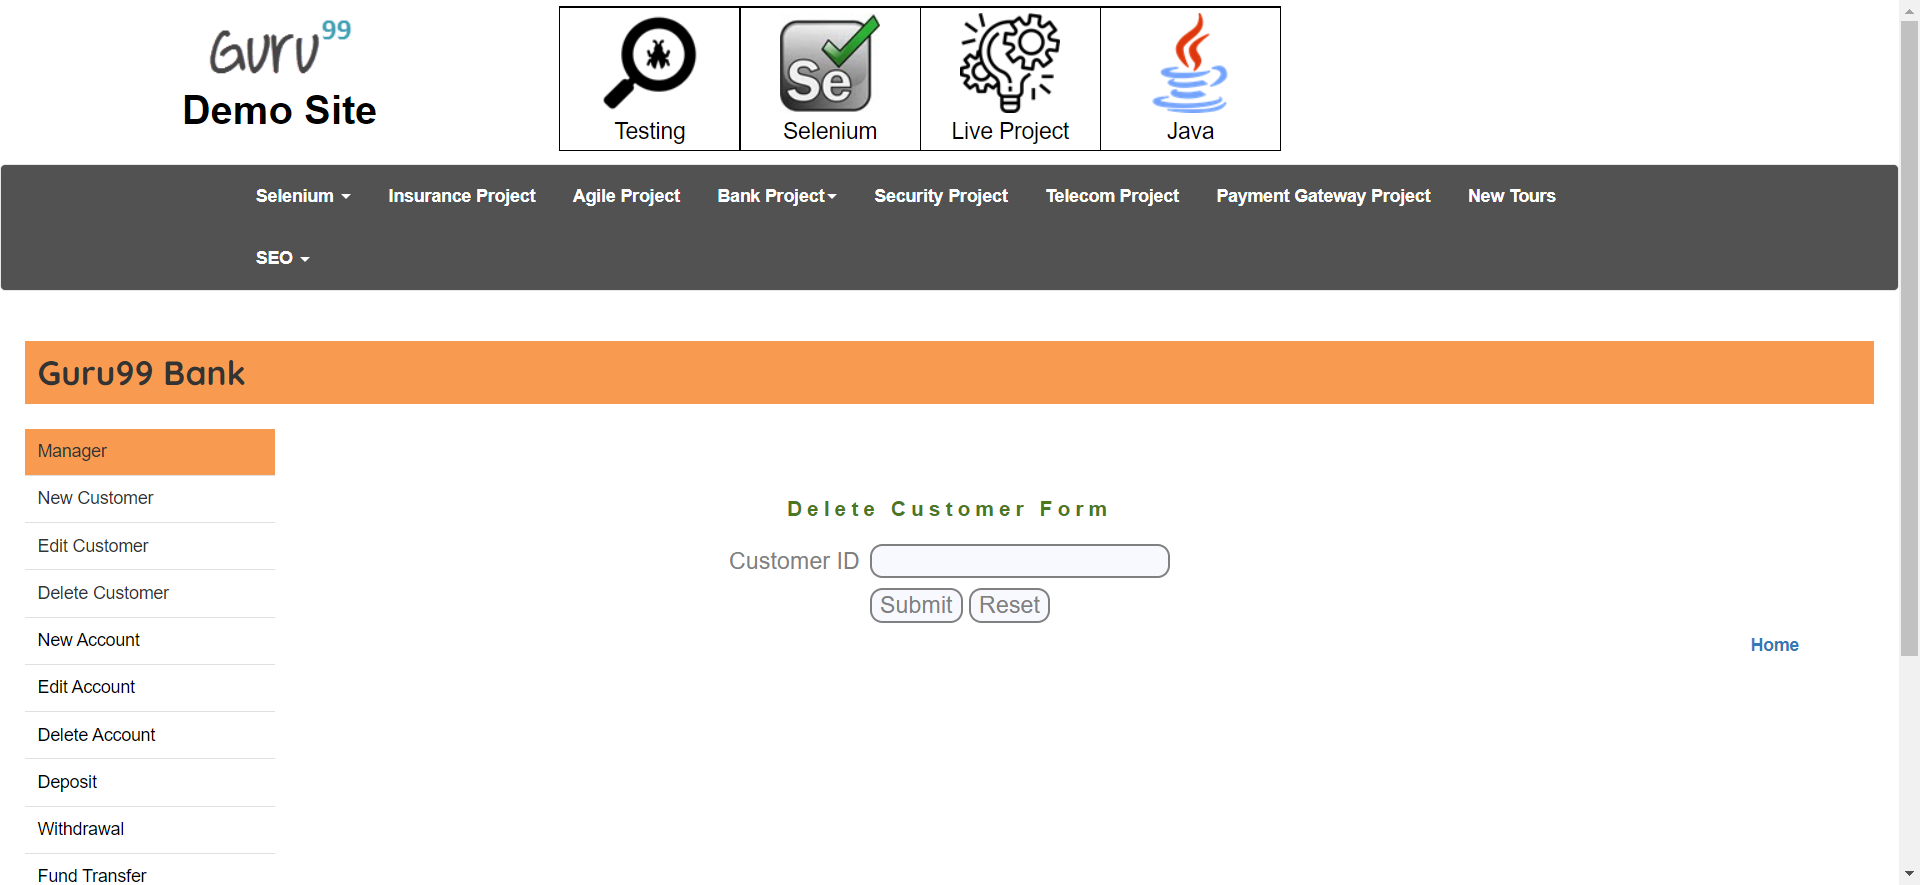 Guru99
Demo Site
Se
Testing
Selenium
Live Project
Java
Selenium
Insurance Project
Agile Project
Bank Project
Security Project
Telecom Project
Payment Gateway Project
New Tours
SEO
Guru99 Bank
Manager
New Customer
Edit Customer
Delete Customer
New Account
Edit Account
Delete Account
Deposit
Withdrawal
Fund Transfer
Delete Customer Form
Customer ID
Submit Reset
Home